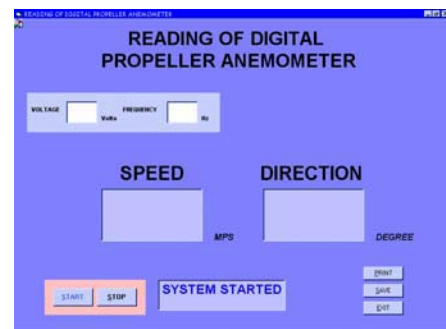 READING OF DIGITAL PROPELLER ANEMOMETER
READING OF DIGITAL
PROPELLER ANEMOMETER
VOLTAGE Volts FREQUENCY Hz
SPEED DIRECTION
MPS DEGREE
START STOP SYSTEM STARTED
PRINT
SAVE
EXIT